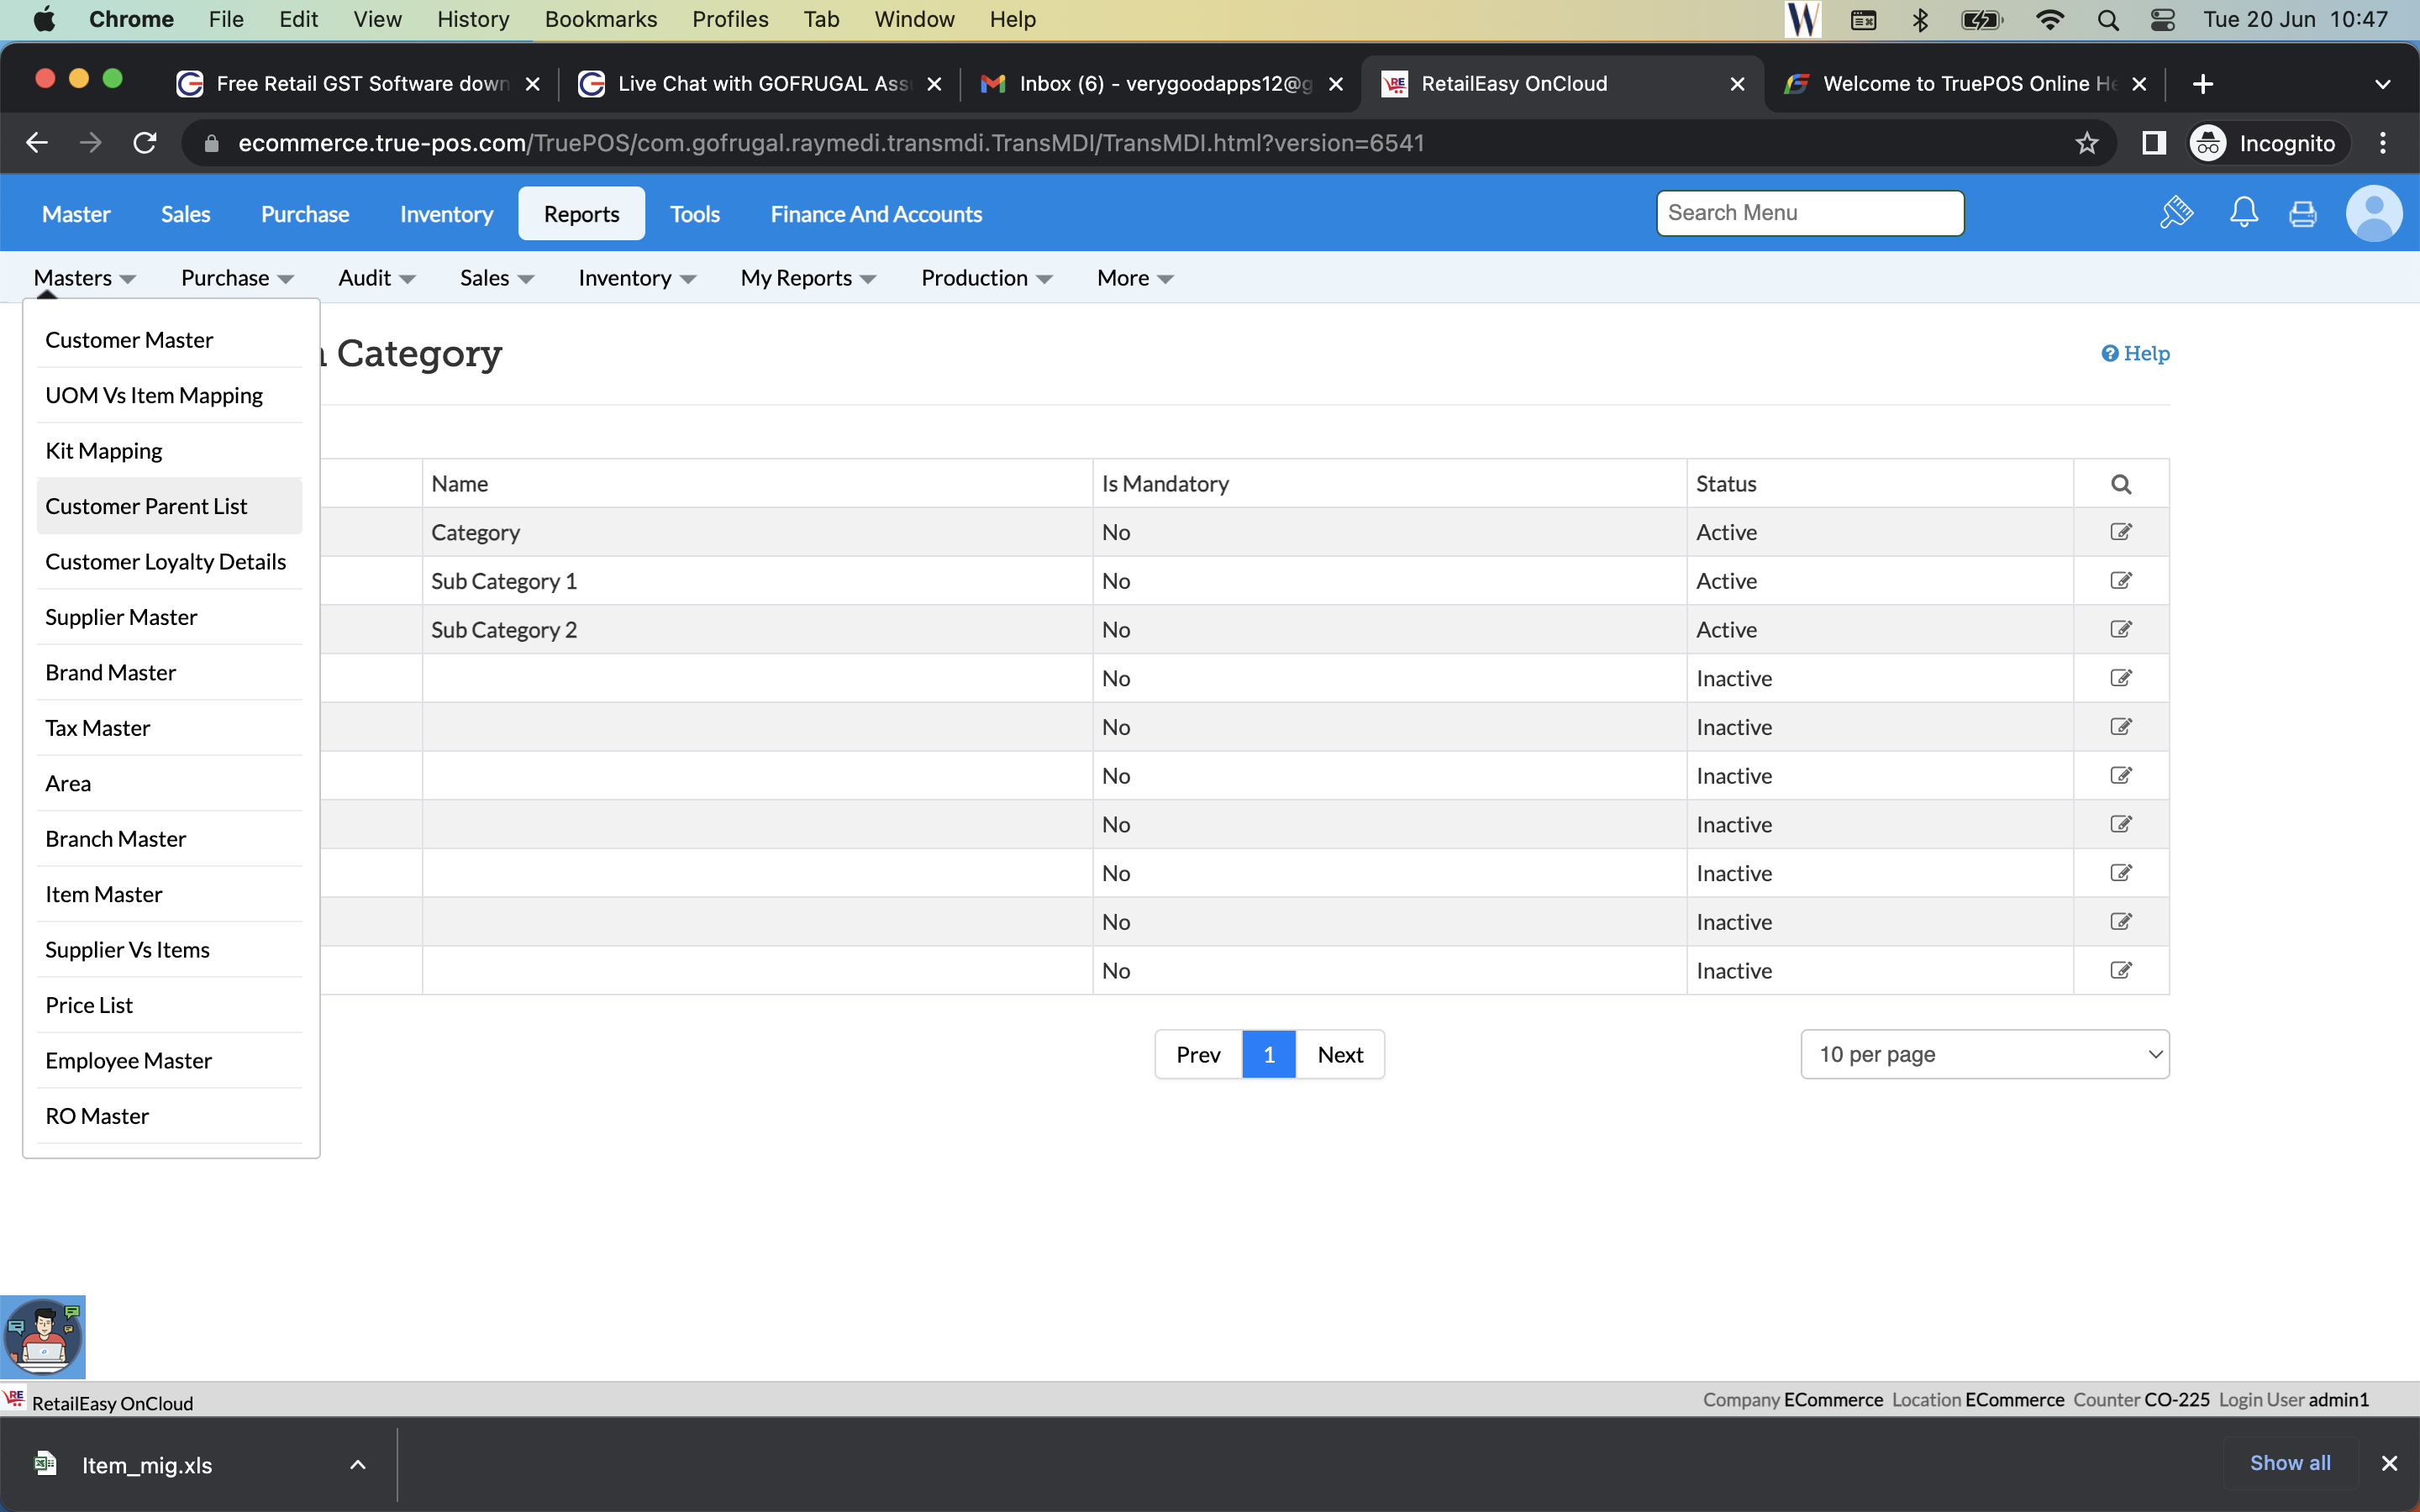 Chrome File Edit View History Bookmarks Profiles Tab Window Help Tue 20 Jun 10:47
Free Retail GST Software down
Live Chat with GOFRUGAL Ass
Inbox (6) - verygoodapps12@g
RetailEasy OnCloud
Welcome to TruePOS Online He
ecommerce.true-pos.com/TruePOS/com.gofrugal.raymedi.transmdi.TransMDI/TransMDI.html?version=6541
Incognito
Master Sales Purchase Inventory Reports Tools Finance And Accounts
Search Menu
Masters Purchase Audit Sales Inventory My Reports Production More
Customer Master
UOM Vs Item Mapping
Kit Mapping
Customer Parent List
Customer Loyalty Details
Supplier Master
Brand Master
Tax Master
Area
Branch Master
Item Master
Supplier Vs Items
Price List
Employee Master
RO Master
Category
Help
Name Is Mandatory Status
Category No Active
Sub Category 1 No Active
Sub Category 2 No Active
No Inactive
No Inactive
No Inactive
No Inactive
No Inactive
No Inactive
No Inactive
Prev 1 Next
10 per page
RetailEasy OnCloud
Company ECommerce Location ECommerce Counter CO-225 Login User admin1
Item_mig.xls
Show all